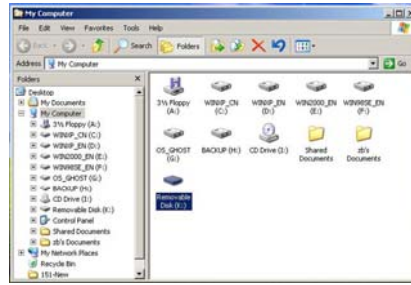 My Computer
File Edit View Favorites Tools Help
Back Search Folders
Address My Computer Go
Folders
Desktop
My Documents
My Computer
3½ Floppy (A:)
WINXP_CN (C:)
WINXP_EN (D:)
WIN2000_EN (E:)
WIN98SE_EN (F:)
OS_GHOST (G:)
BACKUP (H:)
CD Drive (I:)
Removable Disk (K:)
Control Panel
Shared Documents
zb's Documents
My Network Places
Recycle Bin
151-New
3½ Floppy (A:)
WINXP_CN (C:)
WINXP_EN (D:)
WIN2000_EN (E:)
WIN98SE_EN (F:)
OS_GHOST (G:)
BACKUP (H:)
CD Drive (I:)
Shared Documents
zb's Documents
Removable Disk (K:)